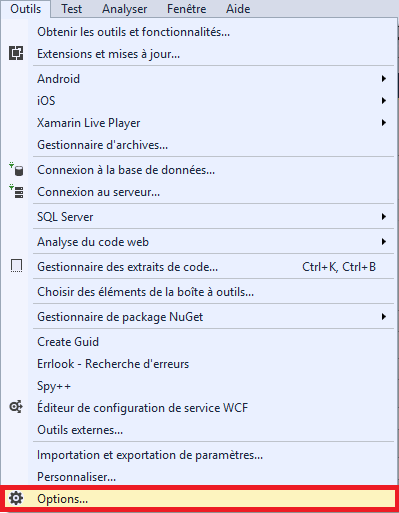 Outils Test Analyser Fenêtre Aide
Obtenir les outils et fonctionnalités...
Extensions et mises à jour...
Android
iOS
Xamarin Live Player
Gestionnaire d'archives...
Connexion à la base de données...
Connexion au serveur...
SQL Server
Analyse du code web
Gestionnaire des extraits de code... Ctrl+K, Ctrl+B
Choisir des éléments de la boîte à outils...
Gestionnaire de package NuGet
Create Guid
Errlook - Recherche d'erreurs
Spy++
Éditeur de configuration de service WCF
Outils externes...
Importation et exportation de paramètres...
Personnaliser...
Options...